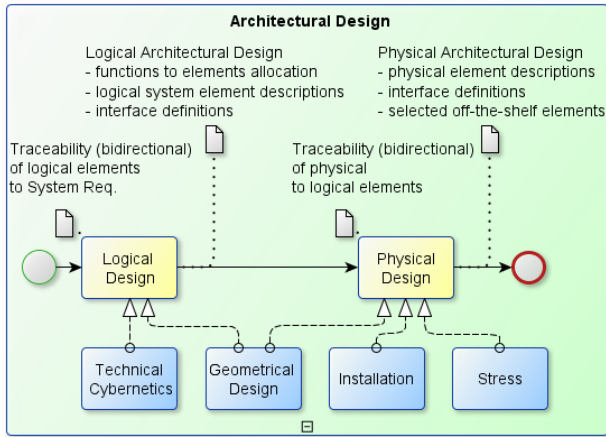 Architectural Design
Logical Architectural Design
- functions to elements allocation
- logical system element descriptions
- interface definitions
Physical Architectural Design
- physical element descriptions
- interface definitions
- selected off-the-shelf elements
Traceability (bidirectional)
of logical elements
to System Req.
Traceability (bidirectional)
of physical
to logical elements
Logical
Design
Physical
Design
Technical
Cybernetics
Geometrical
Design
Installation
Stress